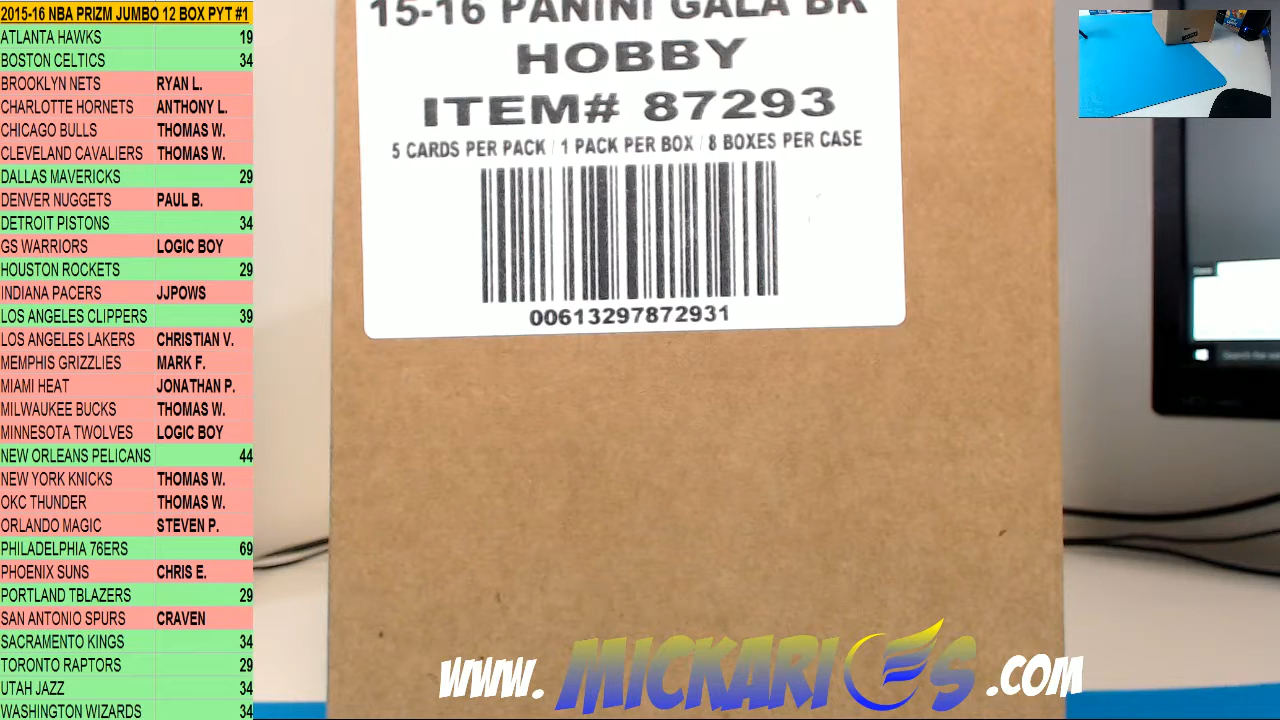 2015-16 NBA PRIZM JUMBO 12 BOX PYT #1
ATLANTA HAWKS 19
BOSTON CELTICS 34
BROOKLYN NETS RYAN L.
CHARLOTTE HORNETS ANTHONY L.
CHICAGO BULLS THOMAS W.
CLEVELAND CAVALIERS THOMAS W.
DALLAS MAVERICKS 29
DENVER NUGGETS PAUL B.
DETROIT PISTONS 34
GS WARRIORS LOGIC BOY
HOUSTON ROCKETS 29
INDIANA PACERS JJPOWS
LOS ANGELES CLIPPERS 39
LOS ANGELES LAKERS CHRISTIAN V.
MEMPHIS GRIZZLIES MARK F.
MIAMI HEAT JONATHAN P.
MILWAUKEE BUCKS THOMAS W.
MINNESOTA TWOLVES LOGIC BOY
NEW ORLEANS PELICANS 44
NEW YORK KNICKS THOMAS W.
OKC THUNDER THOMAS W.
ORLANDO MAGIC STEVEN P.
PHILADELPHIA 76ERS 69
PHOENIX SUNS CHRIS E.
PORTLAND TBLAZERS 29
SAN ANTONIO SPURS CRAVEN
SACRAMENTO KINGS 34
TORONTO RAPTORS 29
UTAH JAZZ 34
WASHINGTON WIZARDS 34
15-16 PANINI GALA BK
HOBBY
ITEM# 87293
5 CARDS PER PACK / 1 PACK PER BOX / 8 BOXES PER CASE
00613297872931
www.MICKARIES.com